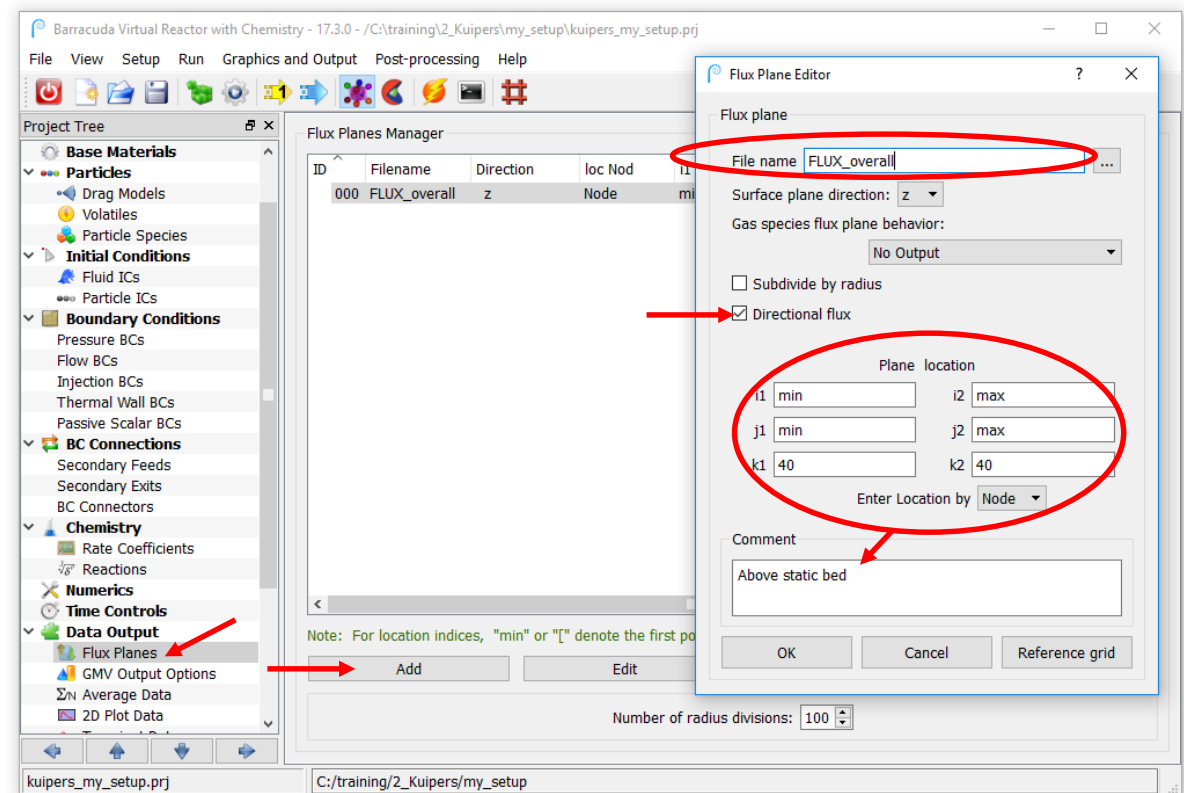 Barracuda Virtual Reactor with Chemistry - 17.3.0 - /C:\training\2_Kuipers\my_setup\kuipers_my_setup.prj
File View Setup Run Graphics and Output Post-processing Help
Project Tree
Base Materials
Particles
Drag Models
Volatiles
Particle Species
Initial Conditions
Fluid ICs
Particle ICs
Boundary Conditions
Pressure BCs
Flow BCs
Injection BCs
Thermal Wall BCs
Passive Scalar BCs
BC Connections
Secondary Feeds
Secondary Exits
BC Connectors
Chemistry
Rate Coefficients
Reactions
Numerics
Time Controls
Data Output
Flux Planes
GMV Output Options
Average Data
2D Plot Data
Flux Planes Manager
ID Filename Direction loc Nod i1
000 FLUX_overall z Node mi
Note: For location indices, "min" or "[" denote the first po
Add Edit
Number of radius divisions: 100
Flux Plane Editor ?
Flux plane
File name FLUX_overall ...
Surface plane direction: z
Gas species flux plane behavior:
No Output
Subdivide by radius
Directional flux
Plane location
i1 min i2 max
j1 min j2 max
k1 40 k2 40
Enter Location by Node
Comment
Above static bed
OK Cancel Reference grid
kuipers_my_setup.prj C:/training/2_Kuipers/my_setup